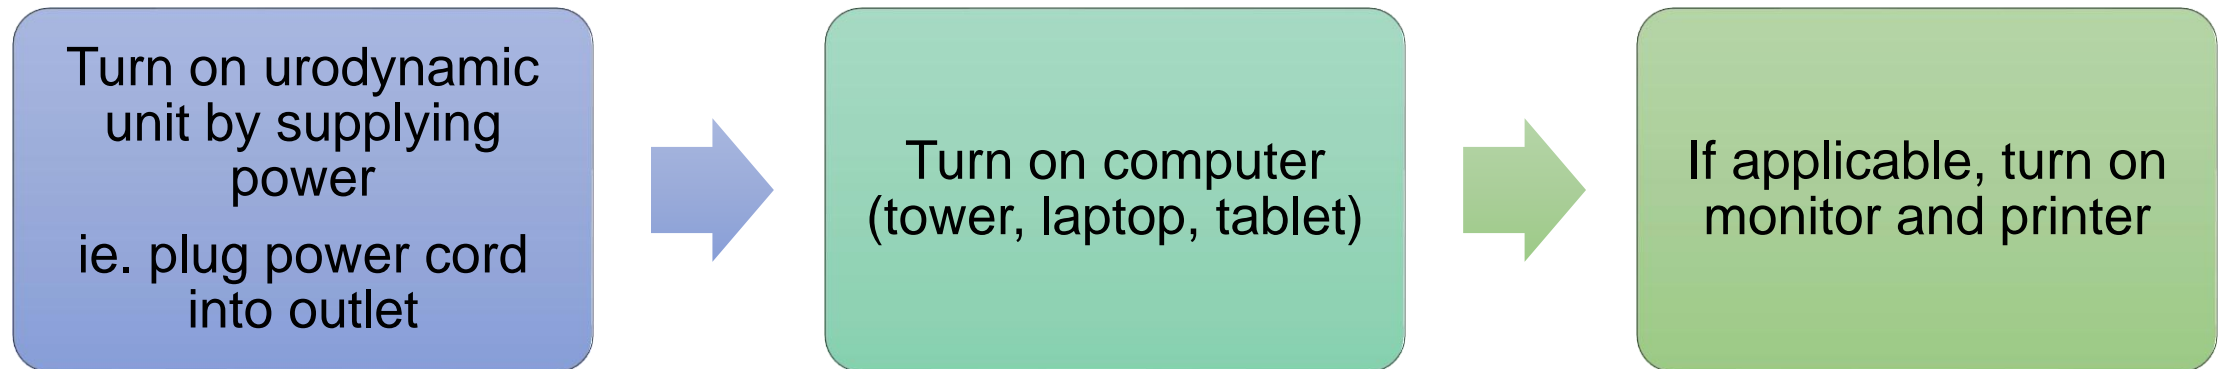 Turn on urodynamic
unit by supplying
power
ie. plug power cord
into outlet
Turn on computer
(tower, laptop, tablet)
If applicable, turn on
monitor and printer